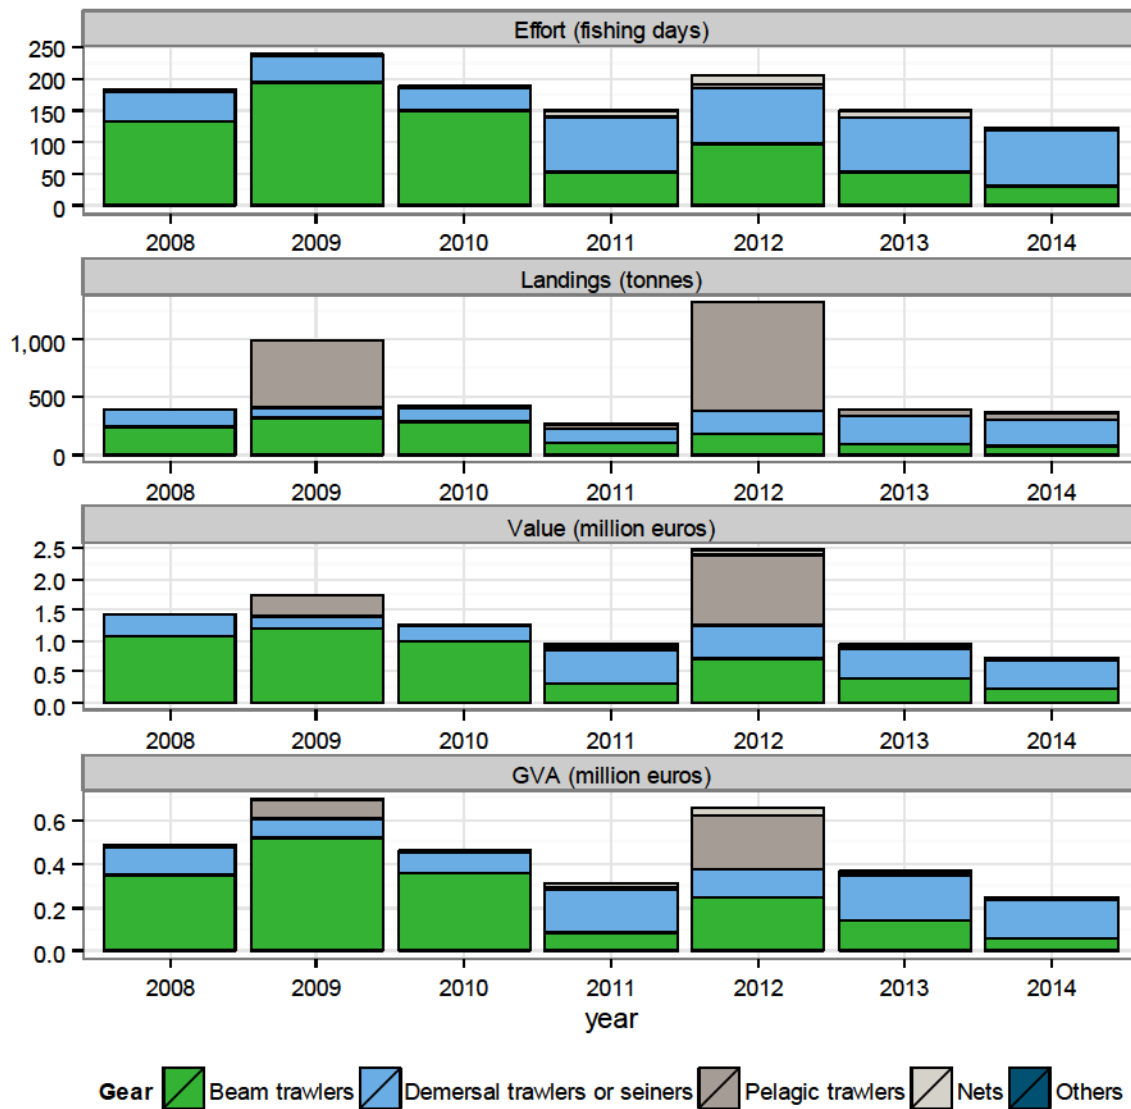 Effort (fishing days)
250
200
150
100
50
0
2008 2009 2010 2011 2012 2013 2014
Landings (tonnes)
1,000
500
0
2008 2009 2010 2011 2012 2013 2014
Value (million euros)
2.5
2.0
1.5
1.0
0.5
0.0
2008 2009 2010 2011 2012 2013 2014
GVA (million euros)
0.6
0.4
0.2
0.0
2008 2009 2010 2011 2012 2013 2014
year
Gear Beam trawlers Demersal trawlers or seiners Pelagic trawlers Nets Others